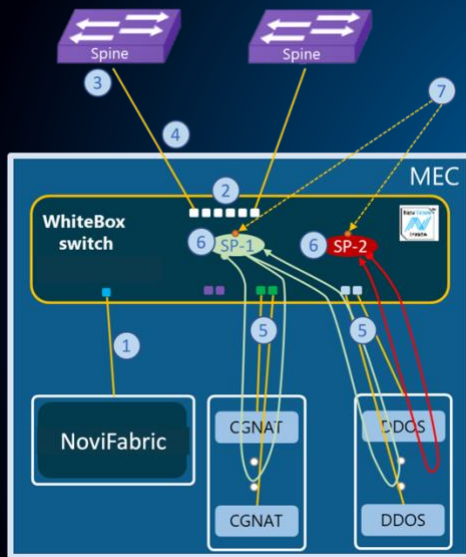 Spine
Spine
3
4
7
MEC
2
WhiteBox
switch
6
SP-1
6
SP-2
1
5
5
NoviFabric
CGNAT
DDOS
CGNAT
DDOS